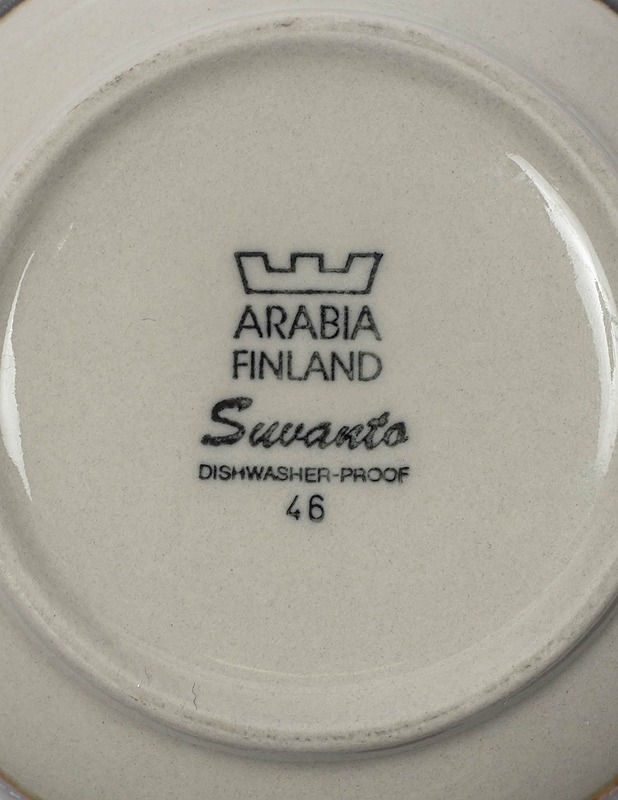 ARABIA
FINLAND
Suvanto
DISHWASHER-PROOF
46